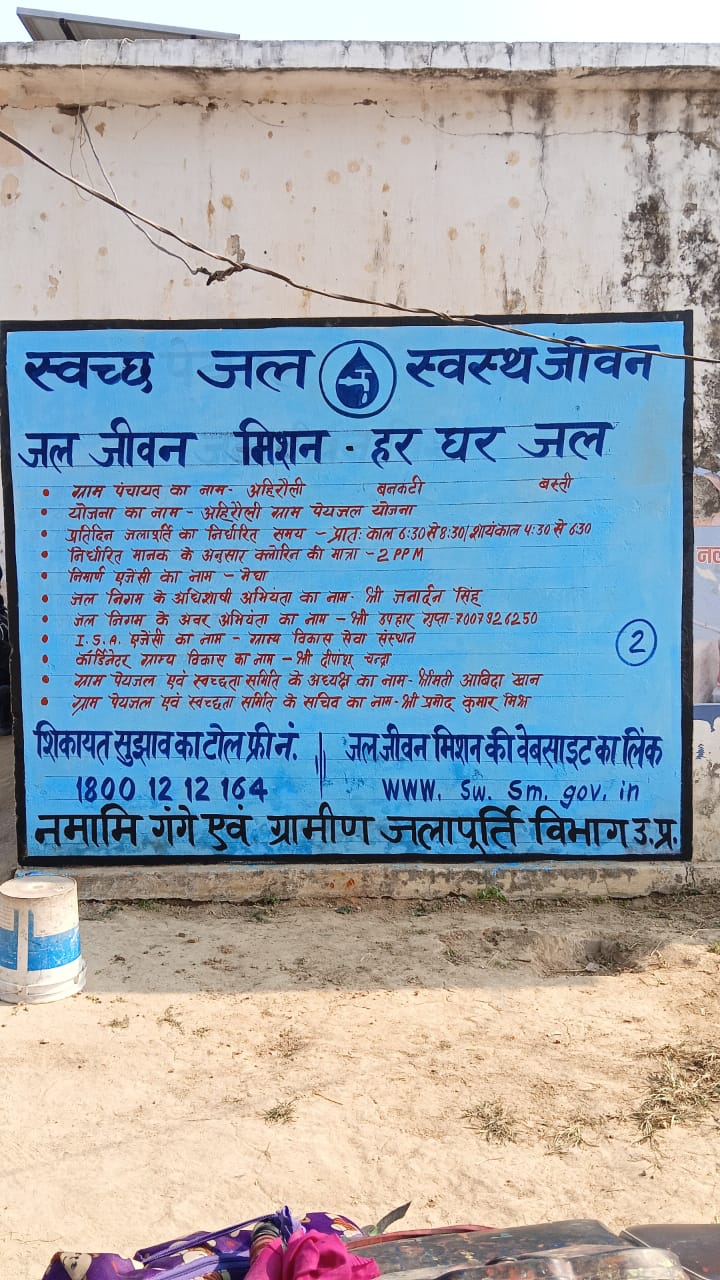 स्वच्छ जल स्वस्थ जीवन
जल जीवन मिशन - हर घर जल
• ग्राम पंचायत का नाम- अहिरौली बनकटी बस्ती
• योजना का नाम- अहिरौली ग्राम पेयजल योजना
• प्रतिदिन जलापूर्ति का निर्धारित समय - प्रातः काल 6:30 से 8:30/ शायंकाल 4:30 से 6:30
• निर्धारित मानक के अनुसार क्लोरिन की मात्रा - 2 PPM
• निमार्ण एजेंसी का नाम - मेघा
• जल निगम के अधिशाषी अभियंता का नाम- श्री जनार्दन सिंह
• जल निगम के अवर अभियंता का नाम - श्री उपहार गुप्ता-7007926250
• I.S.A. एजेंसी का नाम - ग्राम्य विकास सेवा संस्थान
• कॉर्डिनेटर ग्राम्य विकास का नाम - श्री दीपांशु चन्द्रा
• ग्राम पेयजल एवं स्वच्छता समिति के अध्यक्ष का नाम- श्रीमती आबिदा खान
• ग्राम पेयजल एवं स्वच्छता समिति के सचिव का नाम- श्री प्रमोद कुमार मिश्र
2
शिकायत सुझाव का टोल फ्री नं. || जल जीवन मिशन की वेबसाइट का लिंक
1800 12 12 164 www. sw. sm. gov. in
नमामि गंगे एवं ग्रामीण जलापूर्ति विभाग उ.प्र.